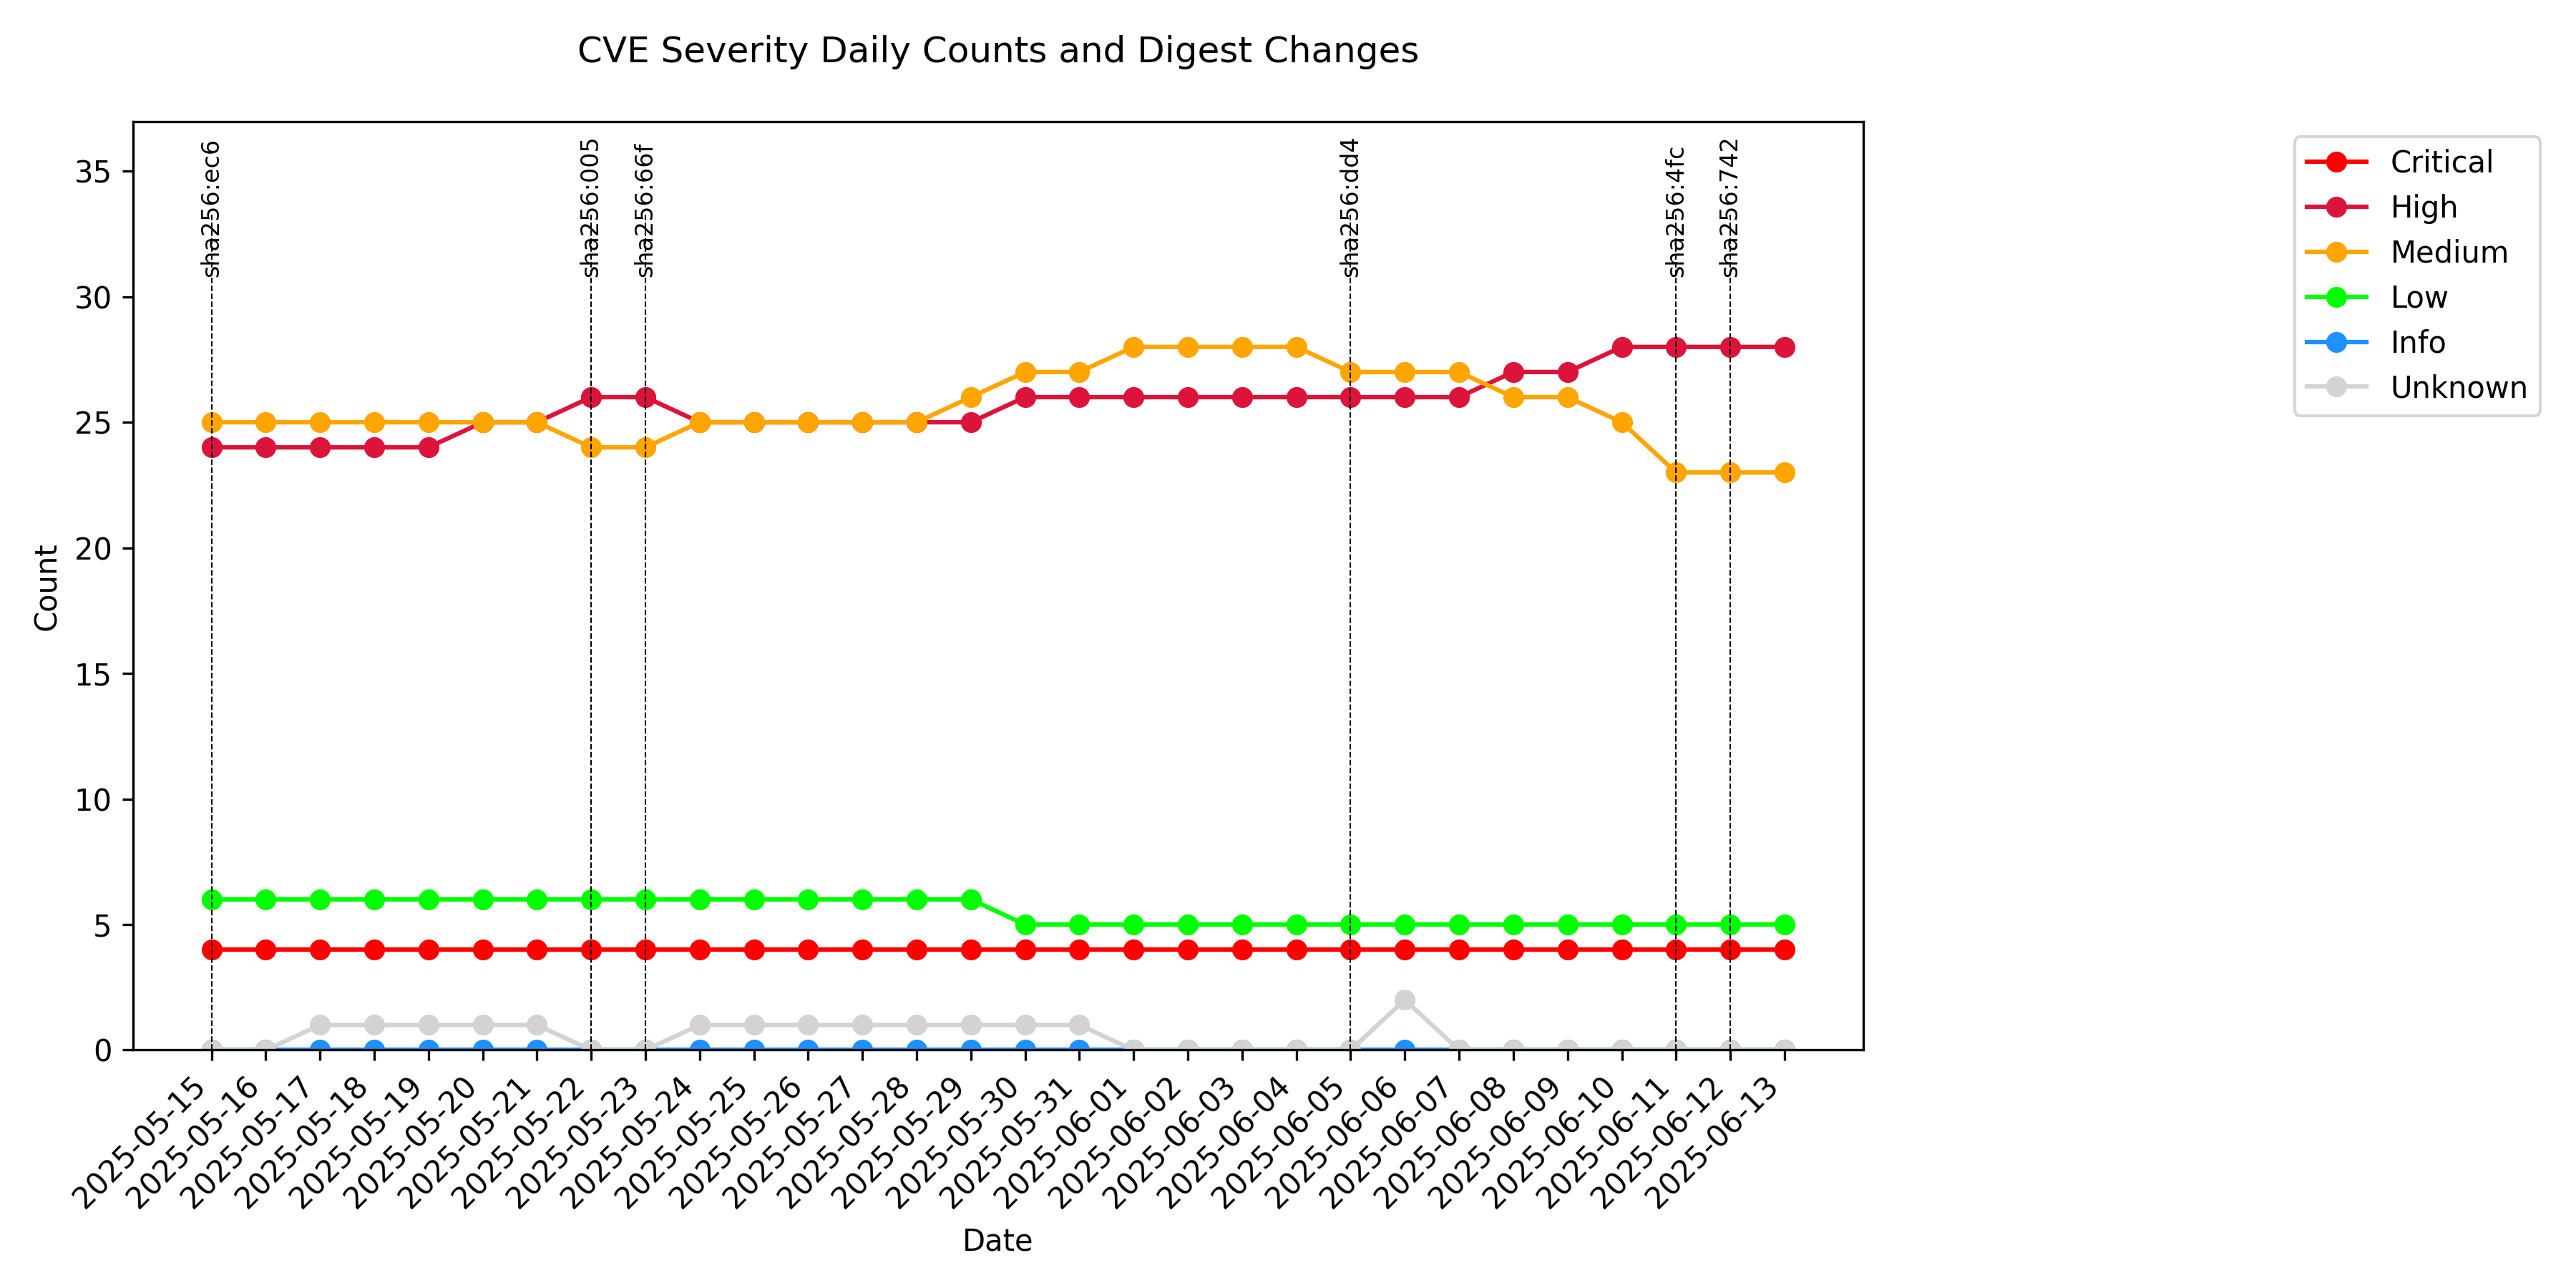 CVE Severity Daily Counts and Digest Changes
sha256:ec6
sha256:005
sha256:66f
sha256:dd4
sha256:4fc
sha256:742
Critical
High
Medium
Low
Info
Unknown
35
30
25
20
15
10
5
0
Count
2025-05-15
2025-05-16
2025-05-17
2025-05-18
2025-05-19
2025-05-20
2025-05-21
2025-05-22
2025-05-23
2025-05-24
2025-05-25
2025-05-26
2025-05-27
2025-05-28
2025-05-29
2025-05-30
2025-05-31
2025-06-01
2025-06-02
2025-06-03
2025-06-04
2025-06-05
2025-06-06
2025-06-07
2025-06-08
2025-06-09
2025-06-10
2025-06-11
2025-06-12
2025-06-13
Date